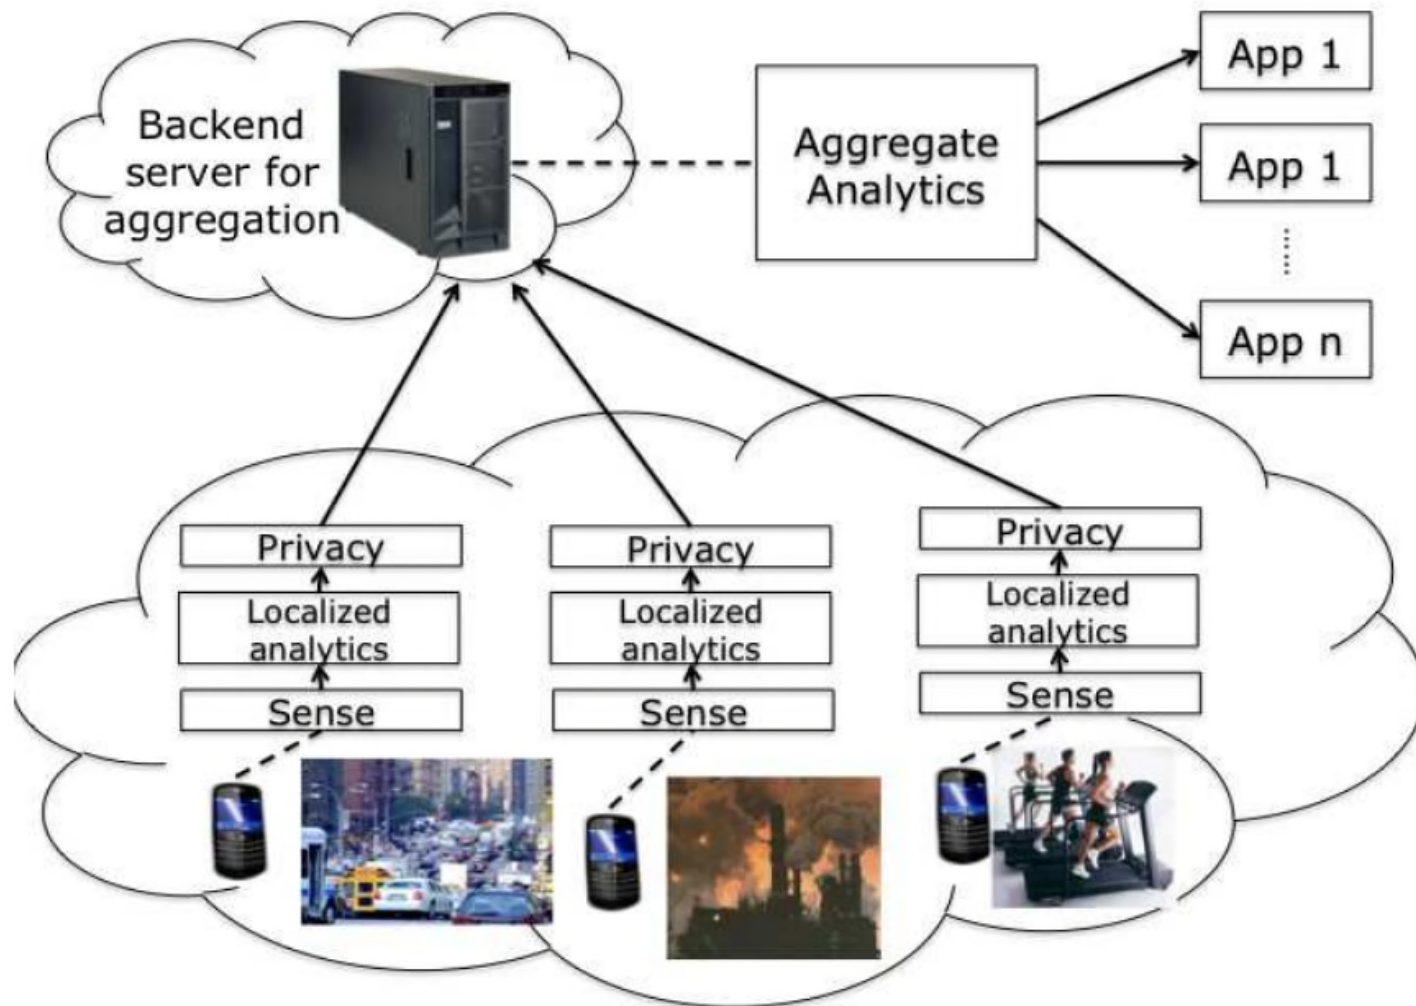 Backend
server for
aggregation
Aggregate
Analytics
App 1
App 1
......
App n
Privacy
Localized
analytics
Sense
Privacy
Localized
analytics
Sense
Privacy
Localized
analytics
Sense